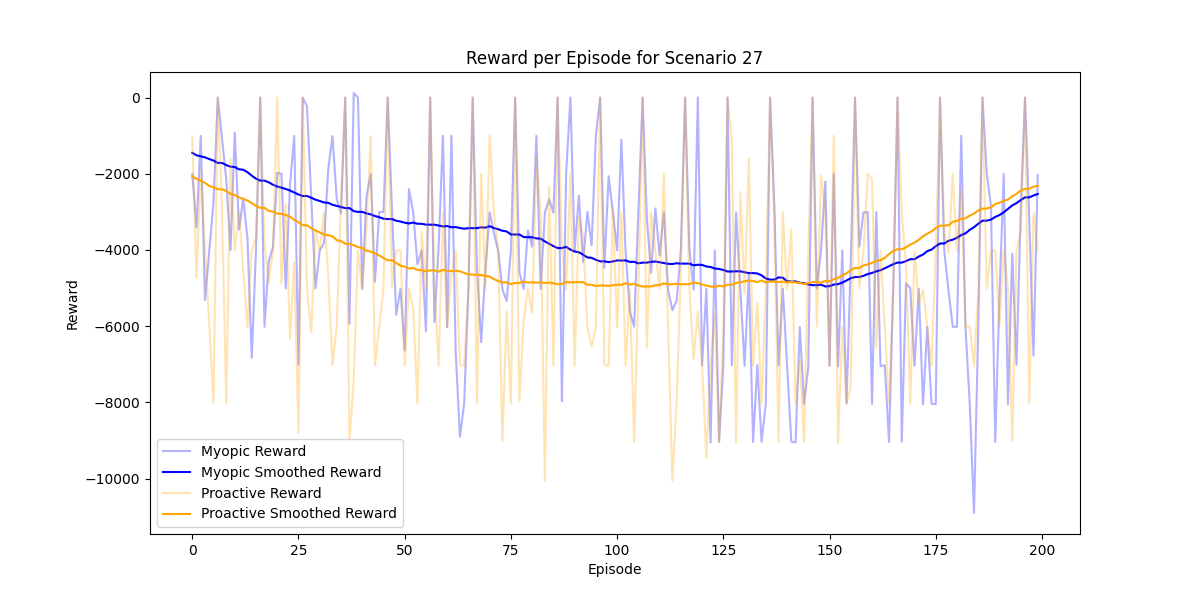 Reward per Episode for Scenario 27
Reward
0
−2000
−4000
−6000
−8000
−10000
Myopic Reward
Myopic Smoothed Reward
Proactive Reward
Proactive Smoothed Reward
0 25 50 75 100 125 150 175 200
Episode